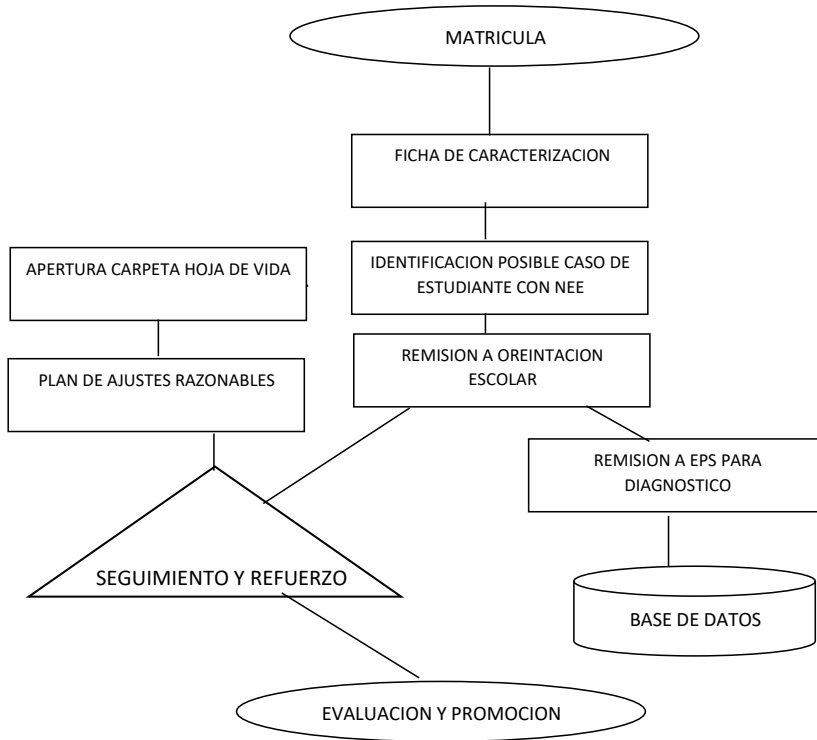 MATRICULA
FICHA DE CARACTERIZACION
APERTURA CARPETA HOJA DE VIDA
IDENTIFICACION POSIBLE CASO DE
ESTUDIANTE CON NEE
PLAN DE AJUSTES RAZONABLES
REMISION A OREINTACION
ESCOLAR
REMISION A EPS PARA
DIAGNOSTICO
SEGUIMIENTO Y REFUERZO
BASE DE DATOS
EVALUACION Y PROMOCION